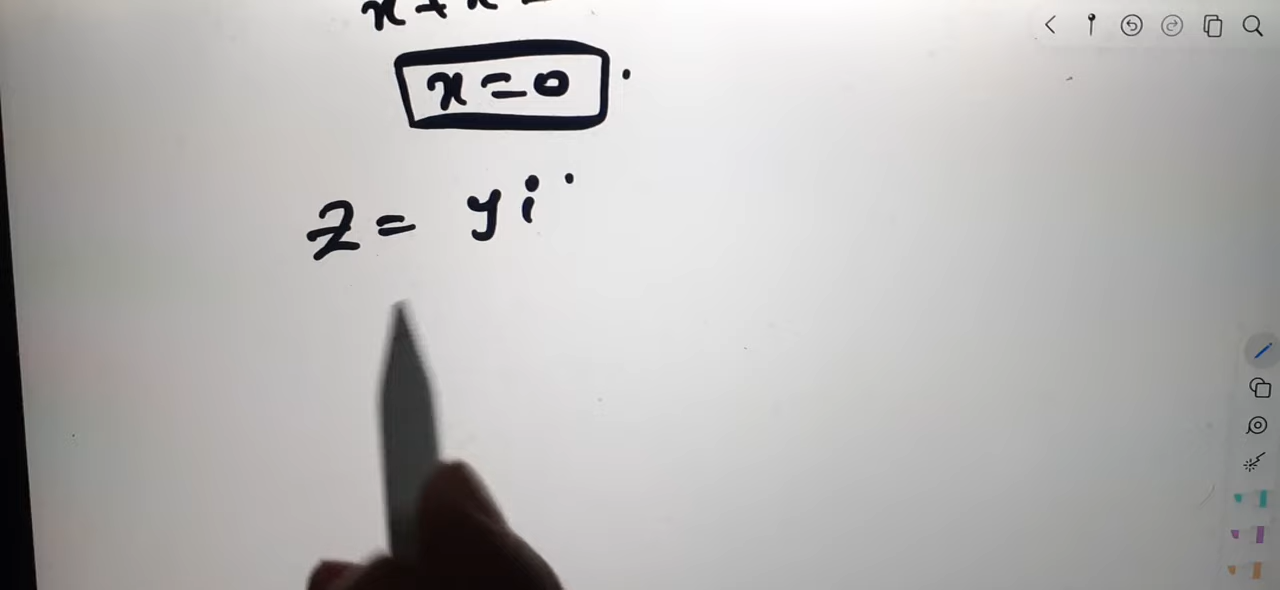 x + x =
x = 0 .
z = yi .